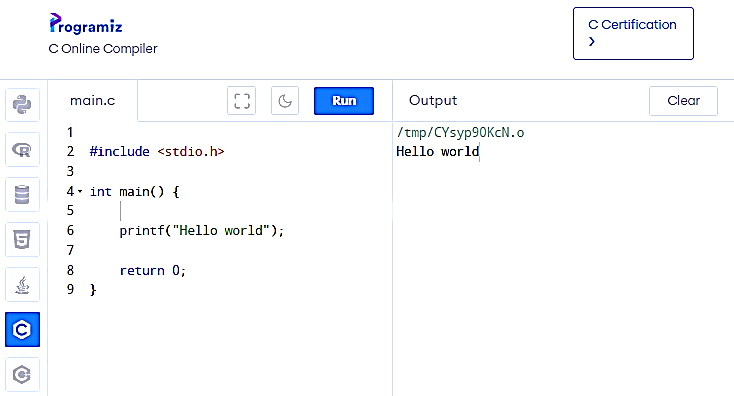 Programiz
C Online Compiler
C Certification
>
main.c
Run
Output
Clear
1
2 #include <stdio.h>
3
4 int main() {
5
6 printf("Hello world");
7
8 return 0;
9 }
/tmp/CYsyp9OKcN.o
Hello world
R
5
C
C